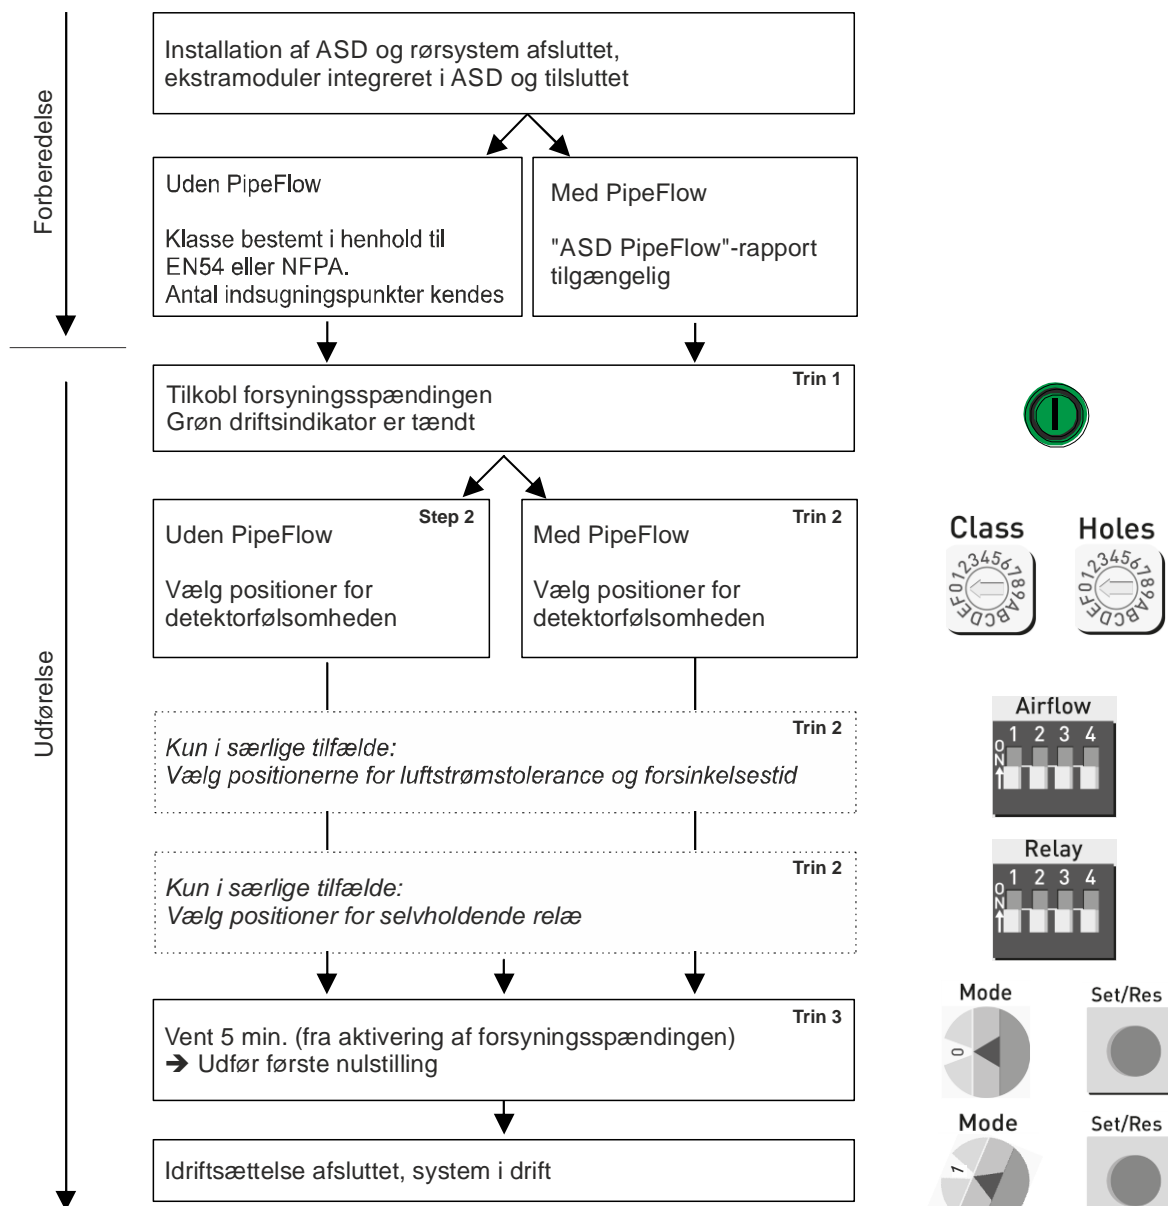 Forberedelse
Installation af ASD og rørsystem afsluttet,
ekstramoduler integreret i ASD og tilsluttet
Uden PipeFlow
Klasse bestemt i henhold til
EN54 eller NFPA.
Antal indsugningspunkter kendes
Med PipeFlow
"ASD PipeFlow"-rapport
tilgængelig
Udførelse
Trin 1
Tilkobl forsyningsspændingen
Grøn driftsindikator er tændt
Step 2
Uden PipeFlow
Vælg positioner for
detektorfølsomheden
Trin 2
Med PipeFlow
Vælg positioner for
detektorfølsomheden
Class
0123456789ABCDEF
Holes
0123456789ABCDEF
Trin 2
Kun i særlige tilfælde:
Vælg positionerne for luftstrømstolerance og forsinkelsestid
Airflow
1 2 3 4
ON
Trin 2
Kun i særlige tilfælde:
Vælg positioner for selvholdende relæ
Relay
1 2 3 4
ON
Trin 3
Vent 5 min. (fra aktivering af forsyningsspændingen)
➔ Udfør første nulstilling
Mode
0
Set/Res
Idriftsættelse afsluttet, system i drift
Mode
1
Set/Res